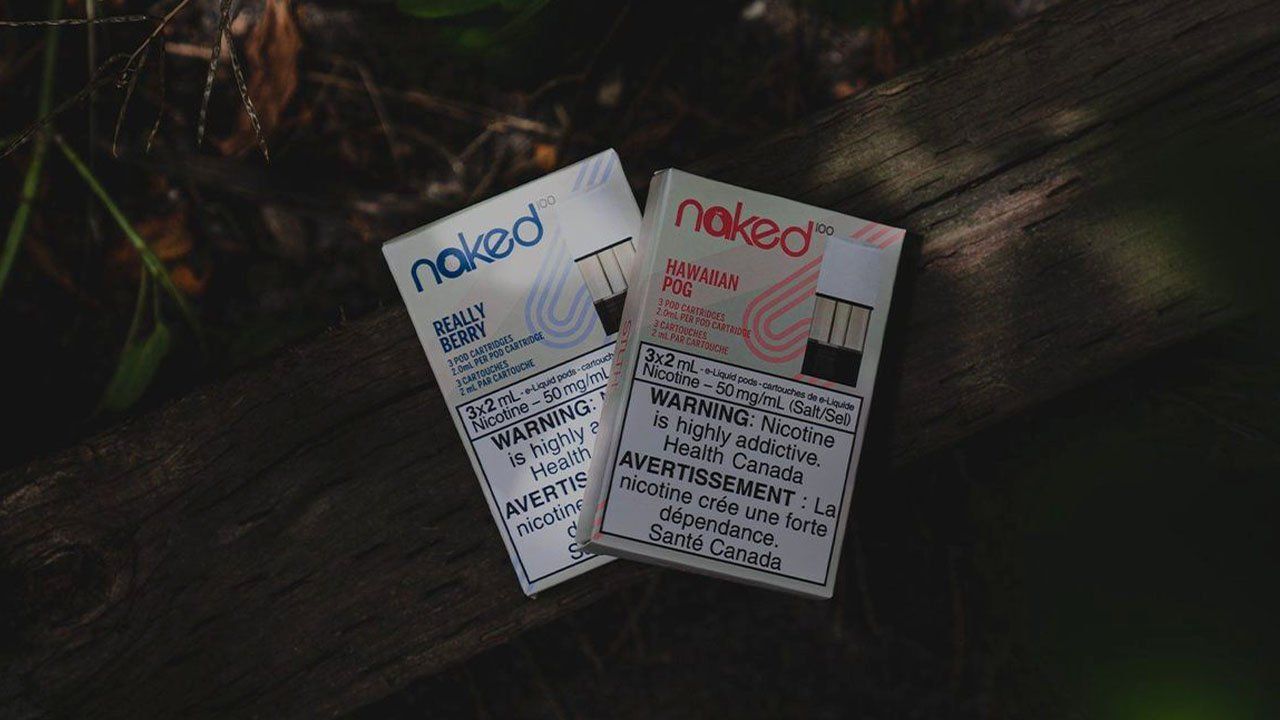 naked 100
REALLY
BERRY
3 POD CARTRIDGES
2.0mL PER POD CARTRIDGE
3 CARTOUCHES
2 mL PAR CARTOUCHE
3x2 mL - e-Liquid pods - cartouche
Nicotine – 50 mg/mL
WARNING:
is highly a
Health
AVERTIS
nicotine
naked 100
HAWAIIAN
POG
3 POD CARTRIDGES
2.0mL PER POD CARTRIDGE
3 CARTOUCHES
2 mL PAR CARTOUCHE
3x2 mL - e-Liquid pods - cartouches de e-Liquide
Nicotine – 50 mg/mL (Salt/Sel)
WARNING: Nicotine
is highly addictive.
Health Canada
AVERTISSEMENT : La
nicotine crée une forte
dépendance.
Santé Canada